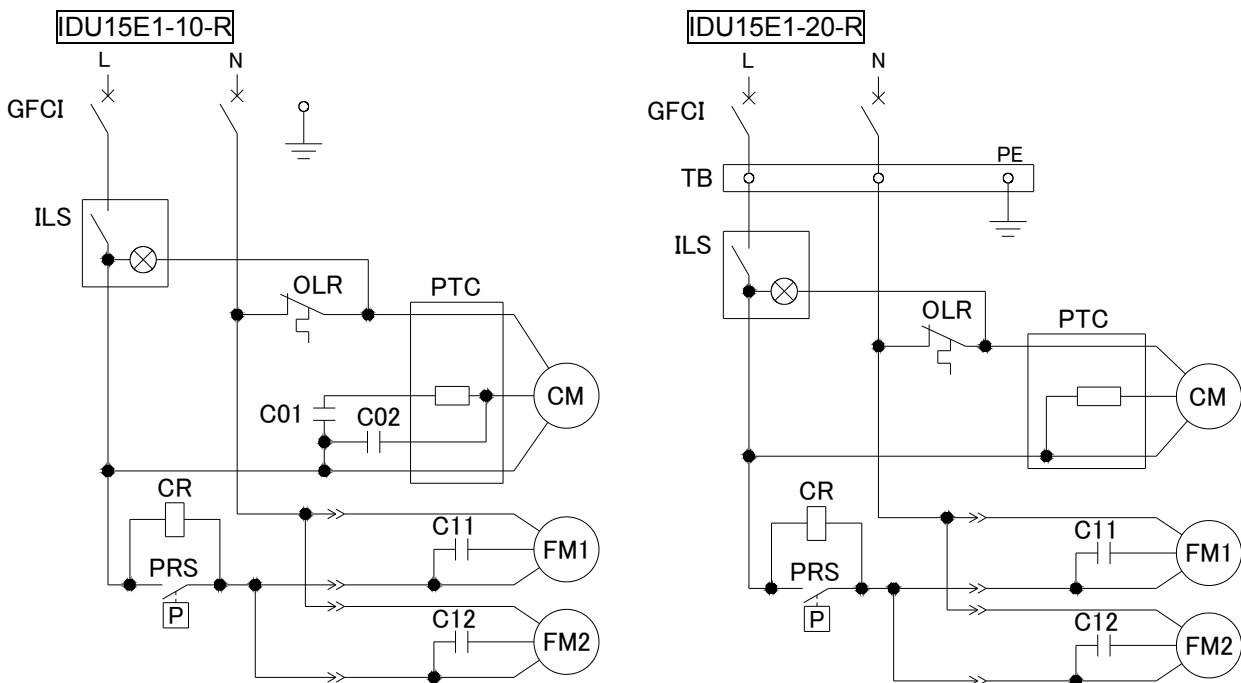 IDU15E1-10-R
L N
GFCI
ILS
OLR
PTC
C01
C02
CM
CR
PRS
P
C11
FM1
C12
FM2
IDU15E1-20-R
L N
GFCI
PE
TB
ILS
OLR
PTC
CM
CR
PRS
P
C11
FM1
C12
FM2